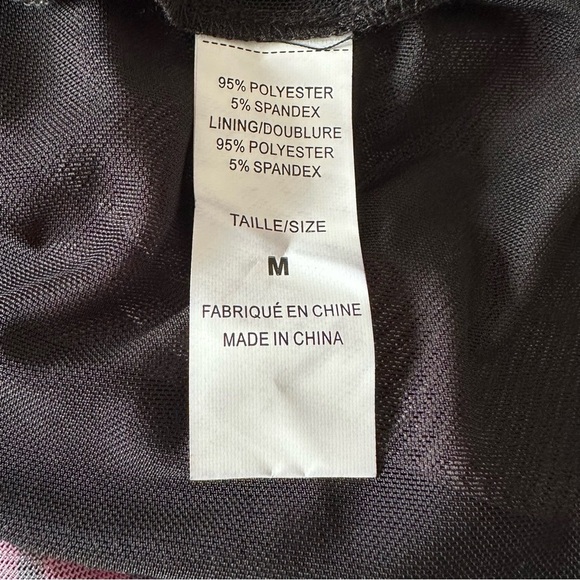 95% POLYESTER
5% SPANDEX
LINING/DOUBLURE
95% POLYESTER
5% SPANDEX
TAILLE/SIZE
M
FABRIQUÉ EN CHINE
MADE IN CHINA